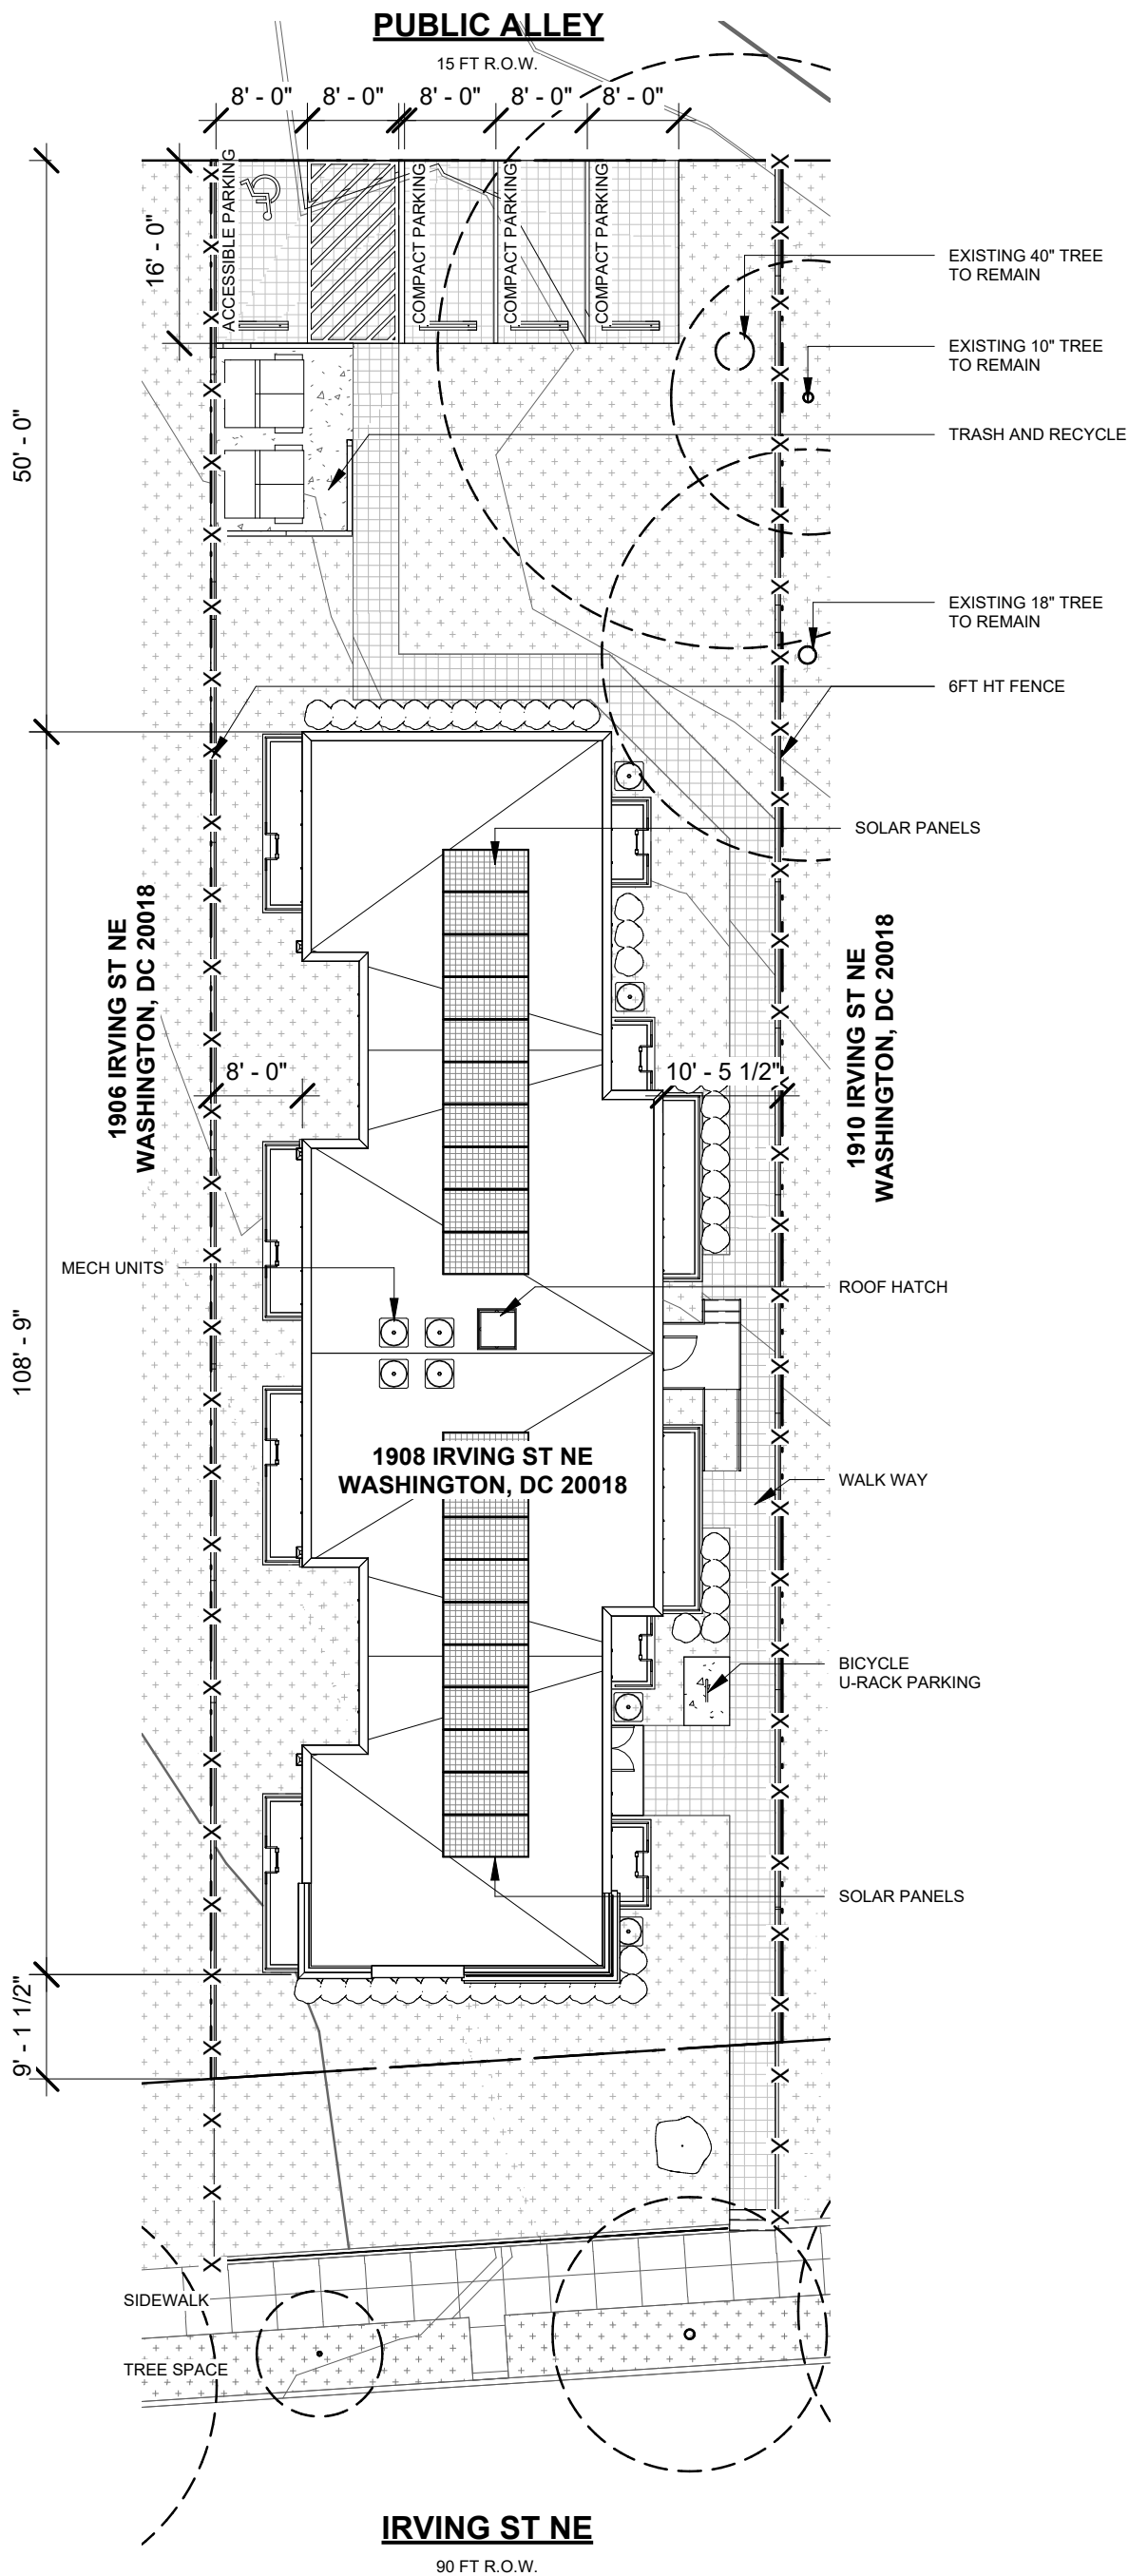 PUBLIC ALLEY
15 FT R.O.W.
8' - 0"
8' - 0"
8' - 0"
8' - 0"
8' - 0"
16' - 0"
ACCESSIBLE PARKING
COMPACT PARKING
COMPACT PARKING
COMPACT PARKING
EXISTING 40" TREE
TO REMAIN
EXISTING 10" TREE
TO REMAIN
TRASH AND RECYCLE
50' - 0"
EXISTING 18" TREE
TO REMAIN
6FT HT FENCE
SOLAR PANELS
1906 IRVING ST NE
WASHINGTON, DC 20018
1910 IRVING ST NE
WASHINGTON, DC 20018
8' - 0"
10' - 5 1/2"
MECH UNITS
ROOF HATCH
108' - 9"
1908 IRVING ST NE
WASHINGTON, DC 20018
WALK WAY
BICYCLE
U-RACK PARKING
SOLAR PANELS
9' - 1 1/2"
SIDEWALK
TREE SPACE
IRVING ST NE
90 FT R.O.W.